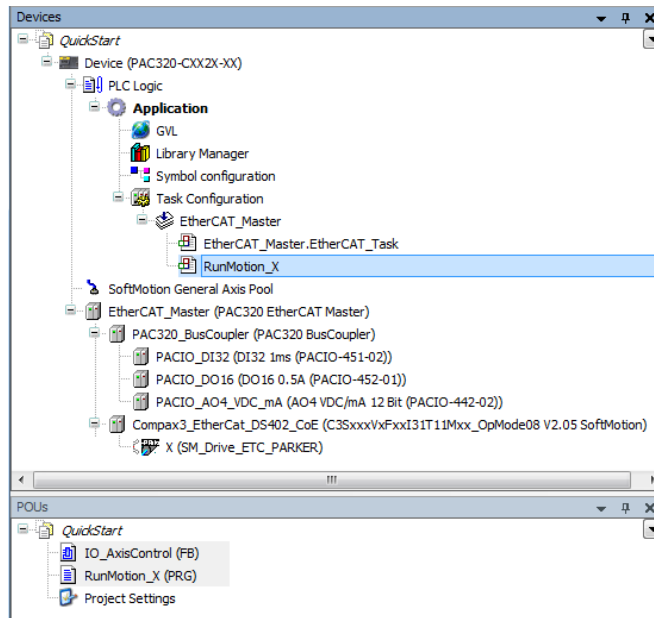 Devices
QuickStart
Device (PAC320-CXX2X-XX)
PLC Logic
Application
GVL
Library Manager
Symbol configuration
Task Configuration
EtherCAT_Master
EtherCAT_Master.EtherCAT_Task
RunMotion_X
SoftMotion General Axis Pool
EtherCAT_Master (PAC320 EtherCAT Master)
PAC320_BusCoupler (PAC320 BusCoupler)
PACIO_DI32 (DI32 1ms (PACIO-451-02))
PACIO_DO16 (DO16 0.5A (PACIO-452-01))
PACIO_AO4_VDC_mA (AO4 VDC/mA 12 Bit (PACIO-442-02))
Compax3_EtherCat_DS402_CoE (C3SxxxVxFxxI31T11Mxx_OpMode08 V2.05 SoftMotion)
X (SM_Drive_ETC_PARKER)
POUs
QuickStart
IO_AxisControl (FB)
RunMotion_X (PRG)
Project Settings